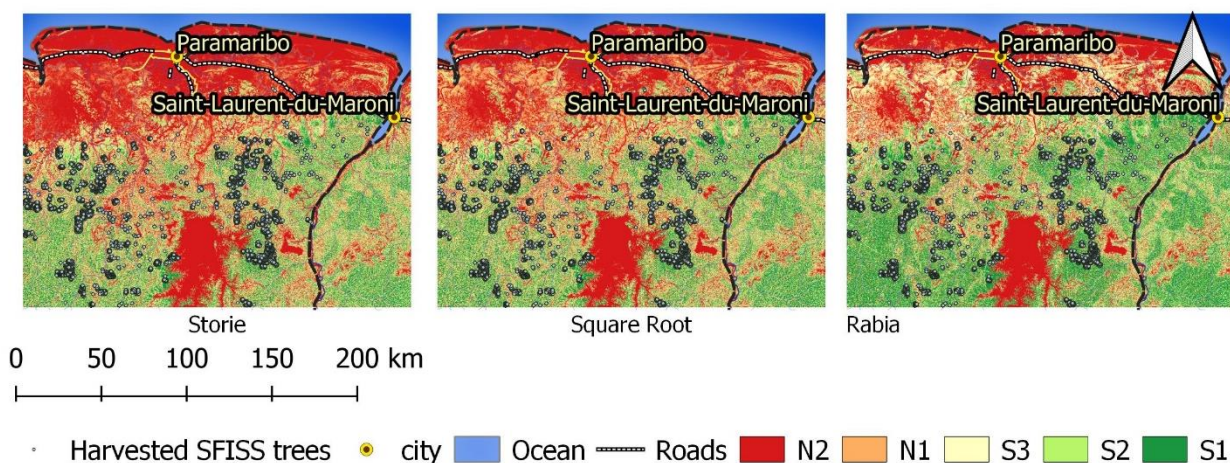 Paramaribo
Saint-Laurent-du-Maroni
Paramaribo
Saint-Laurent-du-Maroni
Paramaribo
Saint-Laurent-du-Maroni
Storie
Square Root
Rabia
0 50 100 150 200 km
Harvested SFISS trees city Ocean Roads N2 N1 S3 S2 S1